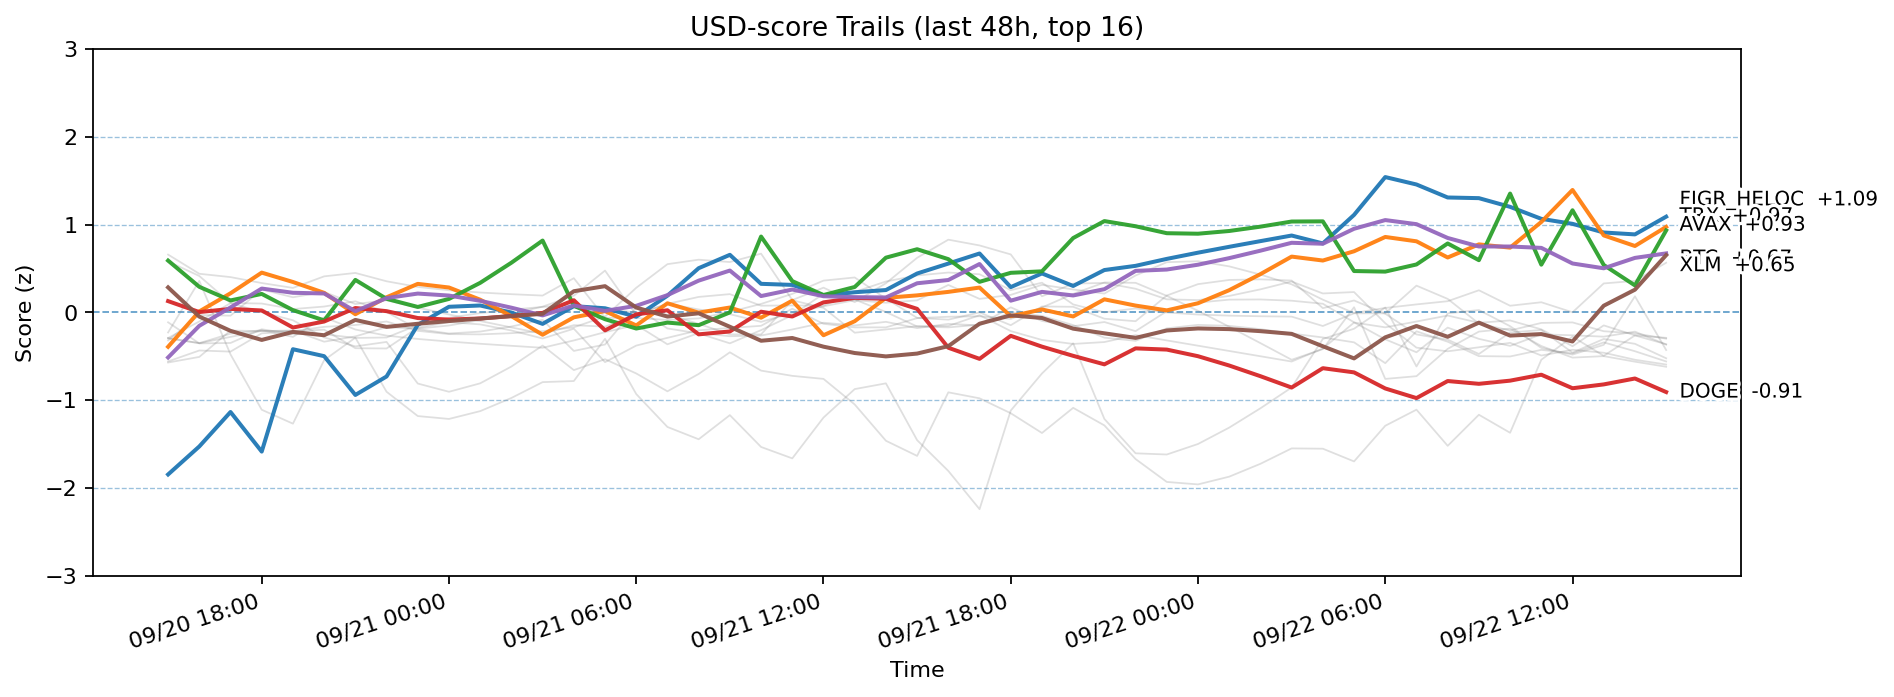 USD-score Trails (last 48h, top 16)
Score (z)
3
2
1
0
−1
−2
−3
FIGR_HELOC +1.09
AVAX +0.93
XLM +0.65
DOGE -0.91
09/20 18:00
09/21 00:00
09/21 06:00
09/21 12:00
09/21 18:00
09/22 00:00
09/22 06:00
09/22 12:00
Time